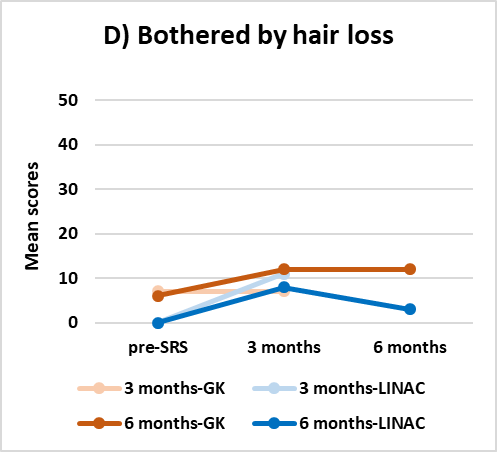 D) Bothered by hair loss
Mean scores
50
40
30
20
10
0
pre-SRS 3 months 6 months
3 months-GK 3 months-LINAC
6 months-GK 6 months-LINAC